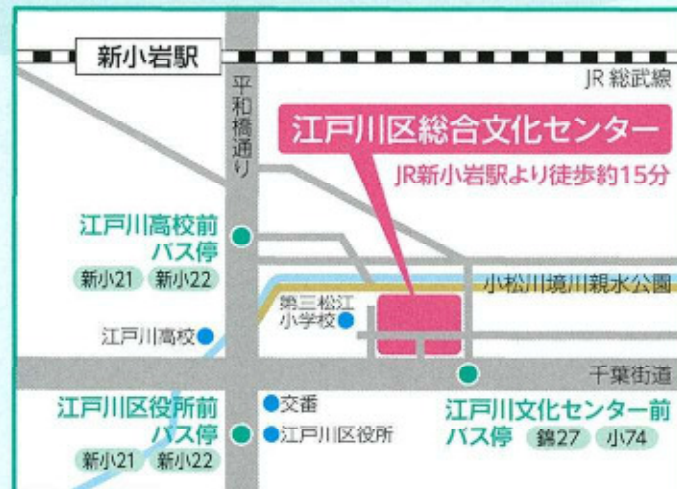 新小岩駅
JR 総武線
平和橋通り
江戸川区総合文化センター
JR新小岩駅より徒歩約15分
江戸川高校前
バス停
新小21 新小22
小松川境川親水公園
第三松江
小学校
江戸川高校
千葉街道
江戸川区役所前
バス停
新小21 新小22
交番
江戸川区役所
江戸川文化センター前
バス停 錦27 小74